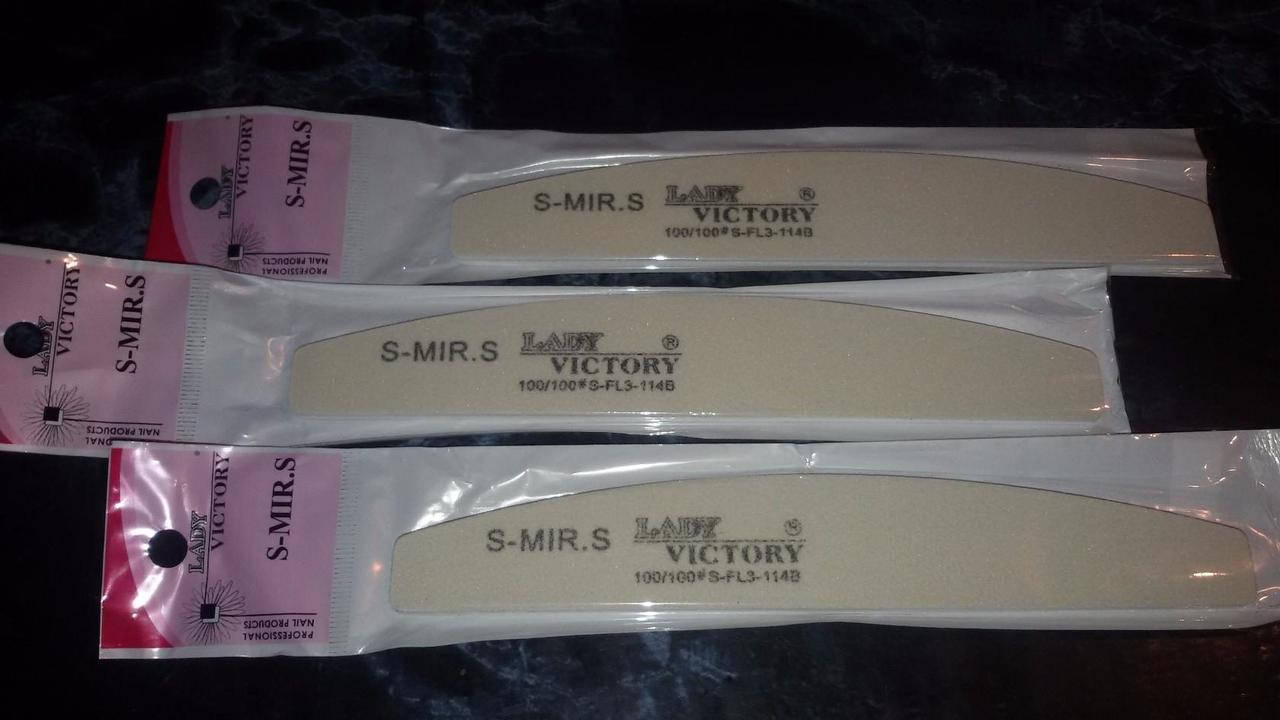 LADY
VICTORY
S-MIR.S
PROFESSIONAL
NAIL PRODUCTS
S-MIR.S
LADY ®
VICTORY
100/100# S-FL3-114B
LADY
VICTORY
S-MIR.S
ONAL
NAIL PRODUCTS
S-MIR.S
LADY ®
VICTORY
100/100# S-FL3-114B
LADY
VICTORY
S-MIR.S
PROFESSIONAL
NAIL PRODUCTS
S-MIR.S
LADY ®
VICTORY
100/100# S-FL3-114B